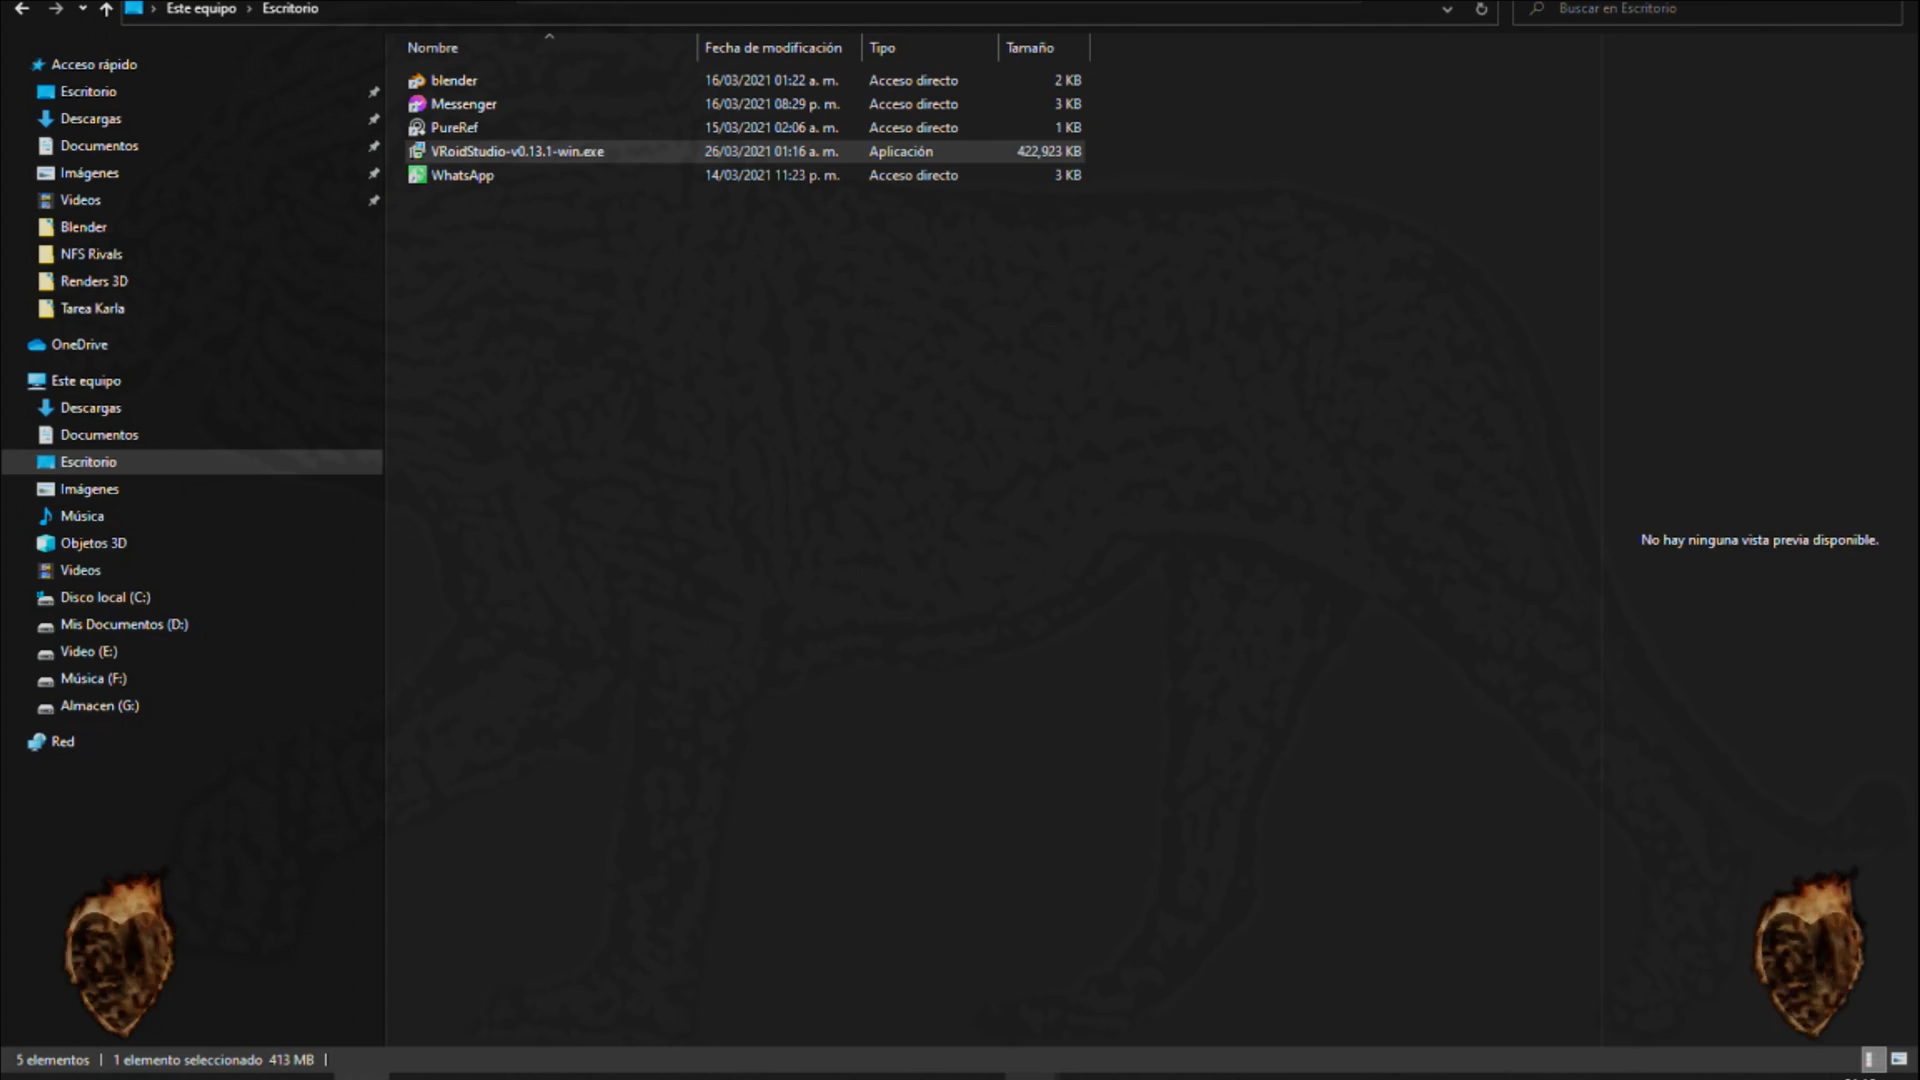 Este equipo › Escritorio
Buscar en Escritorio
Nombre Fecha de modificación Tipo Tamaño
blender 16/03/2021 01:22 a. m. Acceso directo 2 KB
Messenger 16/03/2021 08:29 p. m. Acceso directo 3 KB
PureRef 15/03/2021 02:06 a. m. Acceso directo 1 KB
VRoidStudio-v0.13.1-win.exe 26/03/2021 01:16 a. m. Aplicación 422,923 KB
WhatsApp 14/03/2021 11:23 p. m. Acceso directo 3 KB
Acceso rápido
Escritorio
Descargas
Documentos
Imágenes
Videos
Blender
NFS Rivals
Renders 3D
Tarea Karla
OneDrive
Este equipo
Descargas
Documentos
Escritorio
Imágenes
Música
Objetos 3D
Videos
Disco local (C:)
Mis Documentos (D:)
Video (E:)
Música (F:)
Almacen (G:)
Red
No hay ninguna vista previa disponible.
5 elementos | 1 elemento seleccionado 413 MB |